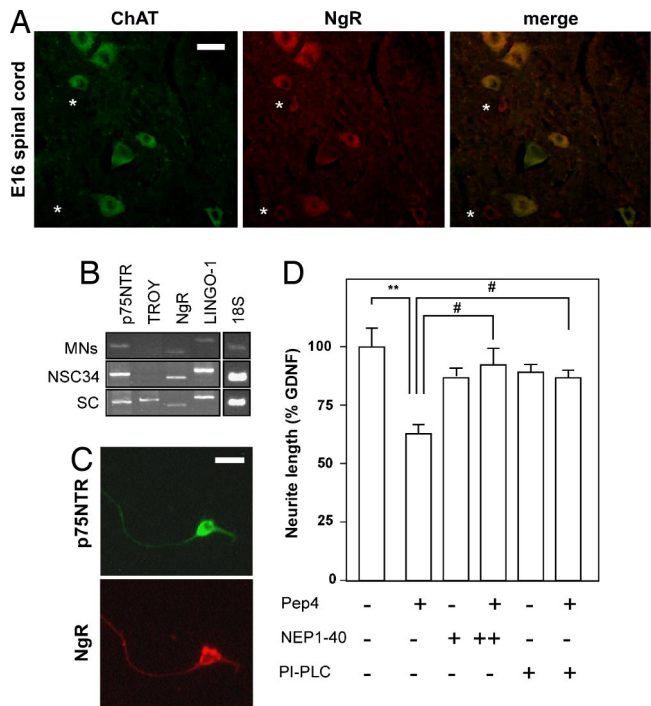 A
ChAT
NgR
merge
E16 spinal cord
*
*
*
*
*
*
B
p75NTR
TROY
NgR
LINGO-1
18S
MNs
NSC34
SC
C
p75NTR
NgR
D
**
#
#
Neurite length (% GDNF)
100
75
50
25
0
Pep4 - + - + - +
NEP1-40 - - + ++ - -
PI-PLC - - - - + +